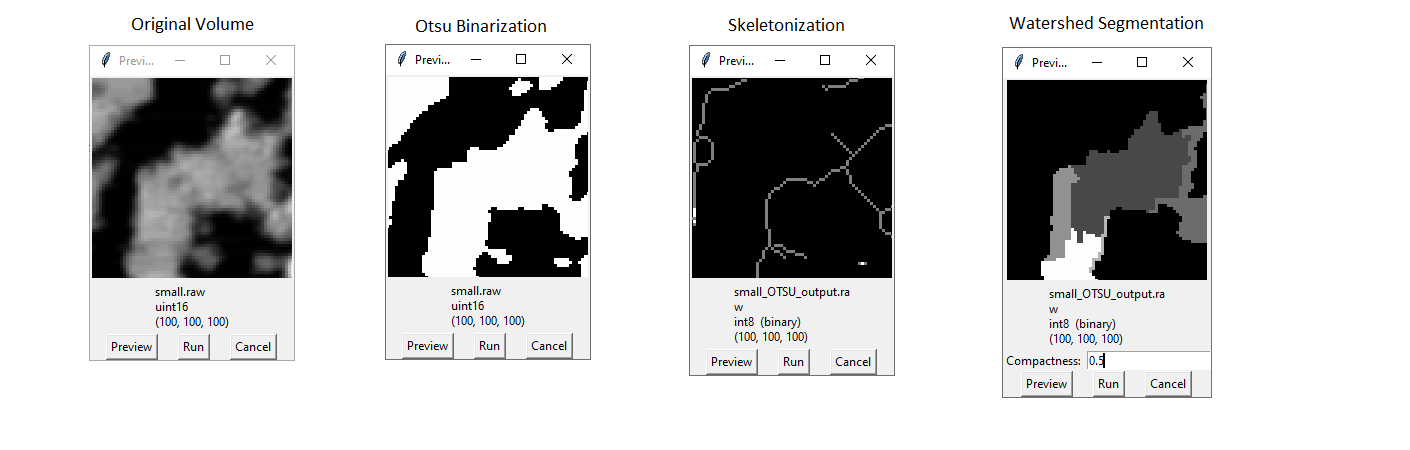 Original Volume
Otsu Binarization
Skeletonization
Watershed Segmentation
Previ...
Previ...
Previ...
Previ...
small.raw
uint16
(100, 100, 100)
Preview Run Cancel
small.raw
uint16
(100, 100, 100)
Preview Run Cancel
small_OTSU_output.ra
w
int8 (binary)
(100, 100, 100)
Preview Run Cancel
small_OTSU_output.ra
w
int8 (binary)
(100, 100, 100)
Compactness: 0.5
Preview Run Cancel